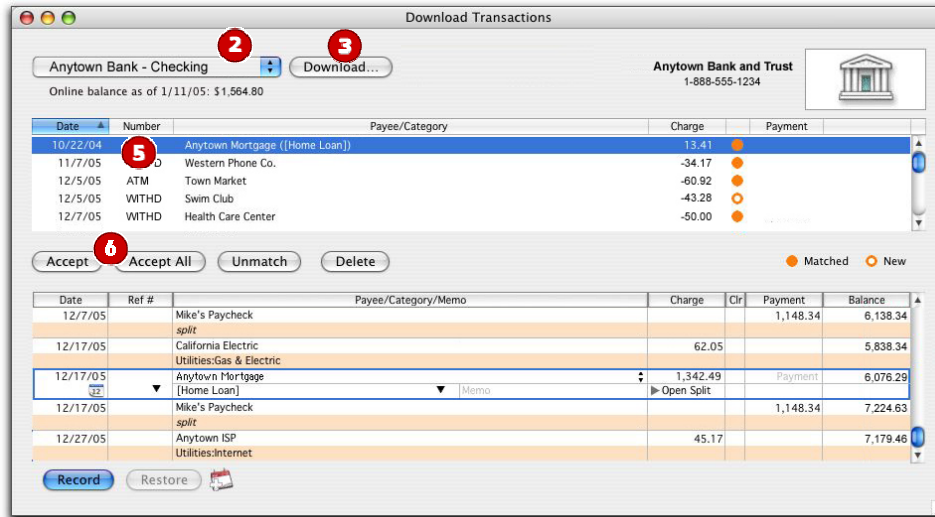 Download Transactions
2
3
Anytown Bank - Checking
Download...
Anytown Bank and Trust
1-888-555-1234
Online balance as of 1/11/05: $1,564.80
Date Number Payee/Category Charge Payment
10/22/04 Anytown Mortgage ([Home Loan]) 13.41
5
11/7/05 Western Phone Co. -34.17
12/5/05 ATM Town Market -60.92
12/5/05 WITHD Swim Club -43.28
12/7/05 WITHD Health Care Center -50.00
6
Accept Accept All Unmatch Delete Matched New
Date Ref # Payee/Category/Memo Charge Clr Payment Balance
12/7/05 Mike's Paycheck 1,148.34 6,138.34
split
12/17/05 California Electric 62.05 5,838.34
Utilities:Gas & Electric
12/17/05 Anytown Mortgage 1,342.49 Payment 6,076.29
12 [Home Loan] Memo Open Split
12/17/05 Mike's Paycheck 1,148.34 7,224.63
split
12/27/05 Anytown ISP 45.17 7,179.46
Utilities:Internet
Record Restore